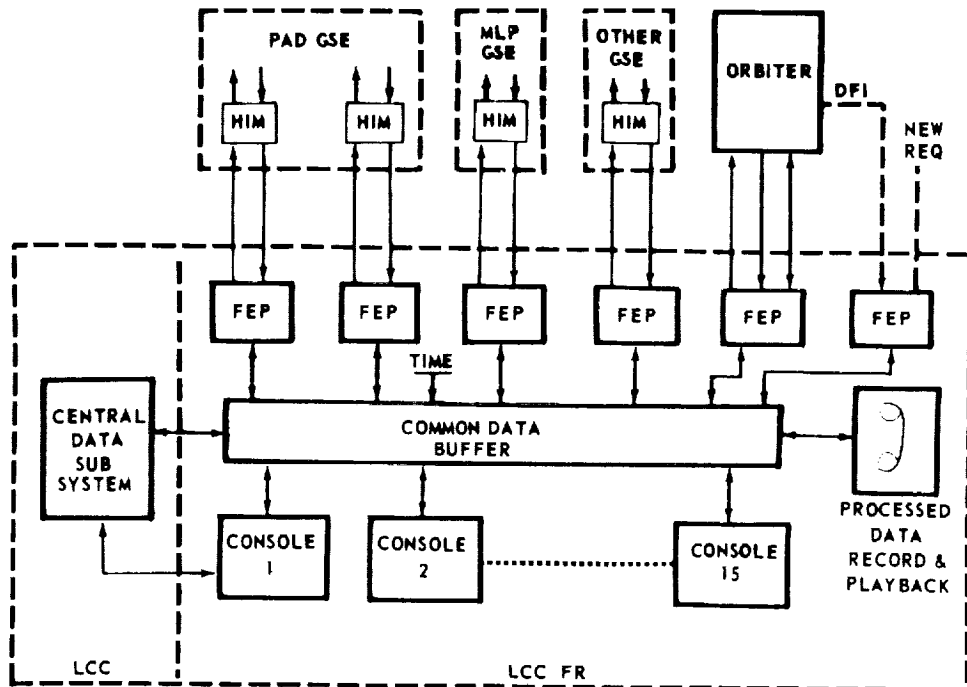 PAD GSE
MLP
GSE
OTHER
GSE
ORBITER
DFI
NEW
REQ
HIM
HIM
HIM
HIM
FEP
FEP
FEP
FEP
FEP
FEP
TIME
CENTRAL
DATA
SUB
SYSTEM
COMMON DATA
BUFFER
CONSOLE
1
CONSOLE
2
CONSOLE
15
PROCESSED
DATA
RECORD &
PLAYBACK
LCC
LCC FR